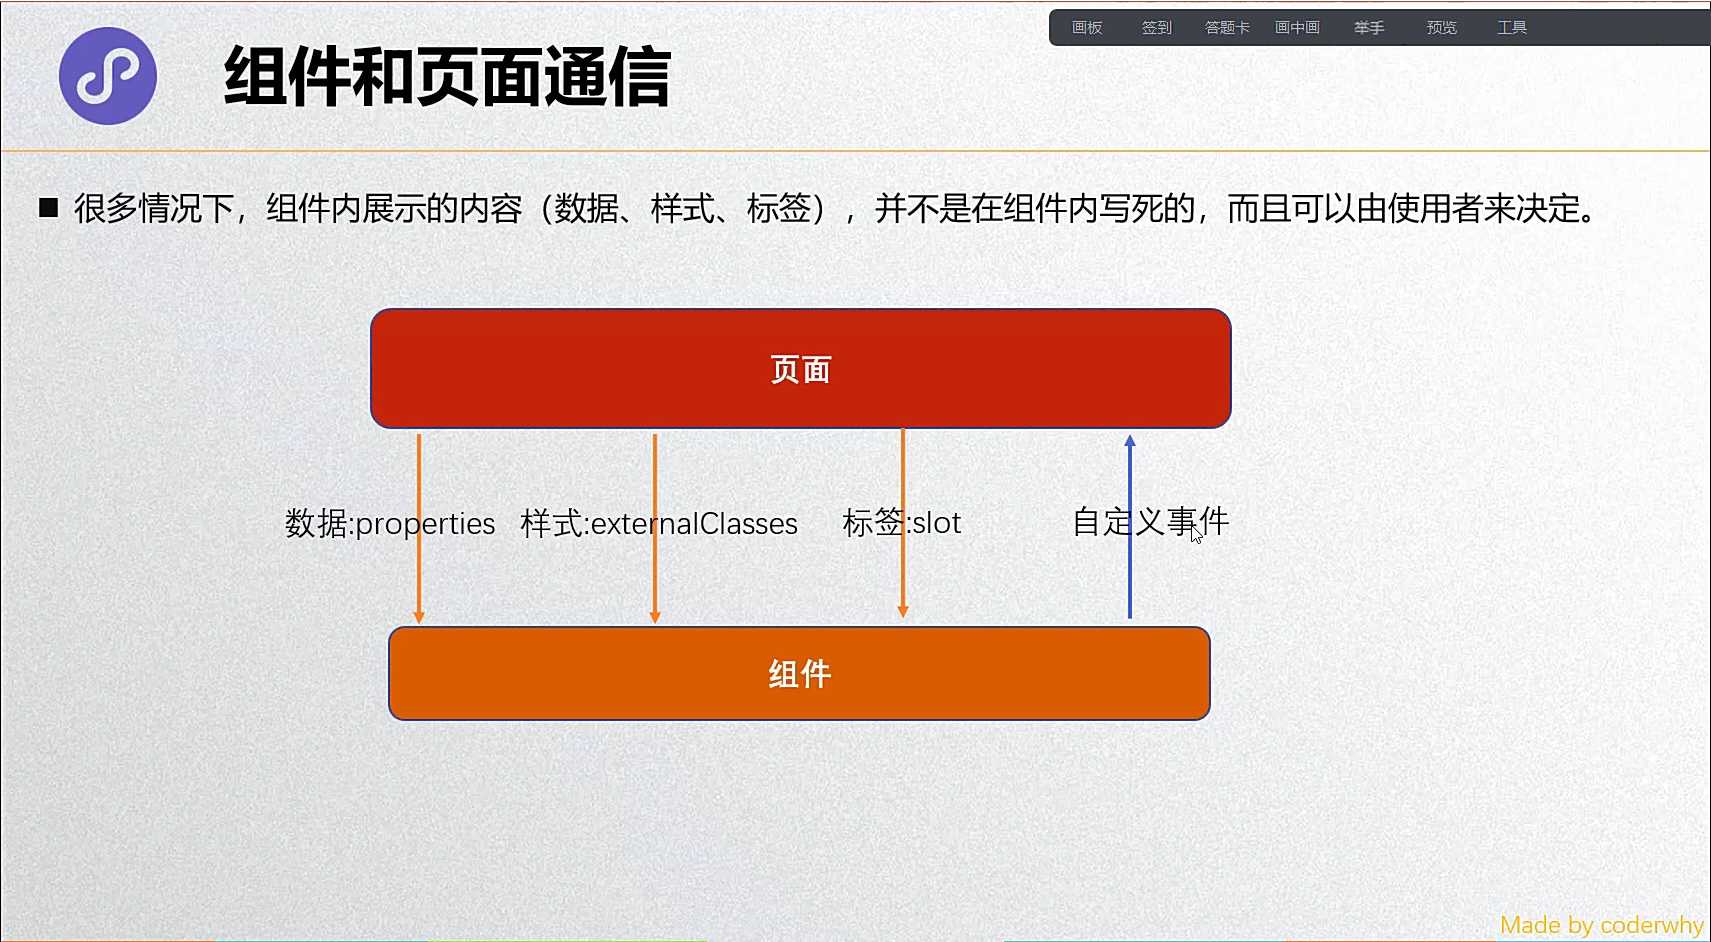 画板 签到 答题卡 画中画 举手 预览 工具
组件和页面通信
■ 很多情况下，组件内展示的内容（数据、样式、标签），并不是在组件内写死的，而且可以由使用者来决定。
页面
数据:properties 样式:externalClasses 标签:slot 自定义事件
组件
Made by coderwhy